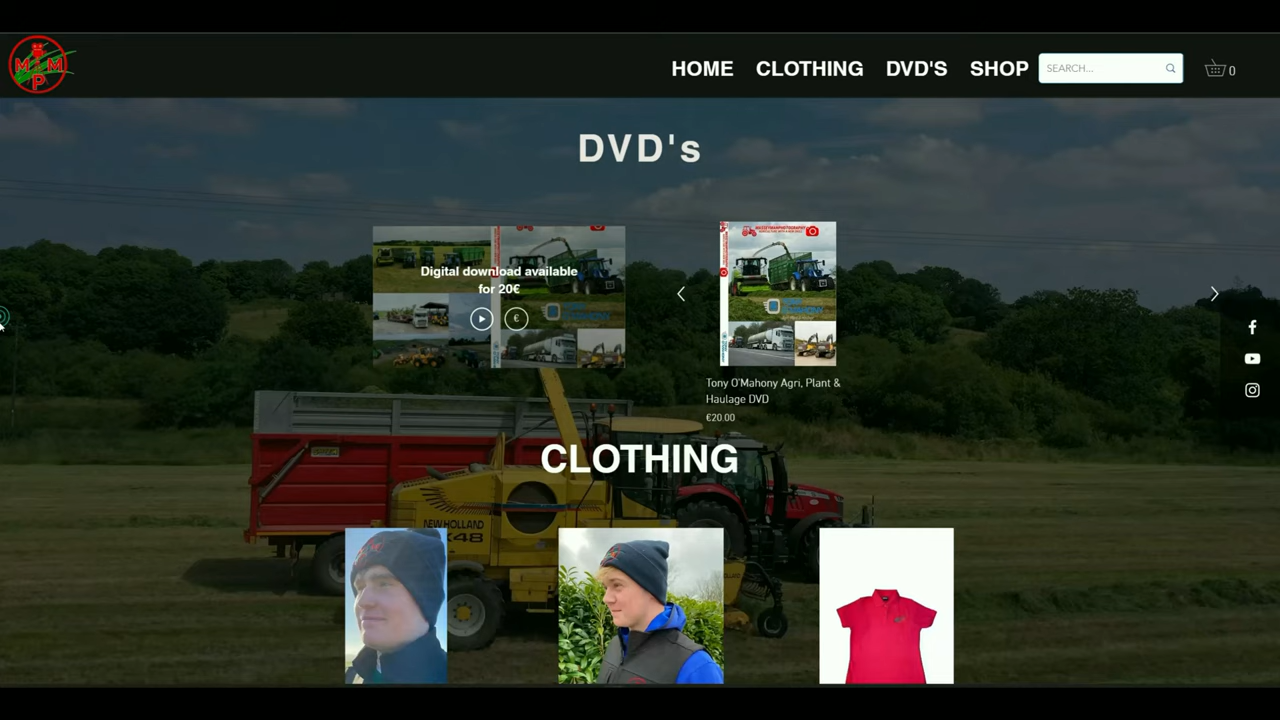 M M
P
HOME CLOTHING DVD'S SHOP SEARCH... 0
DVD's
Digital download available
for 20€
€
Tony O'Mahony Agri, Plant &
Haulage DVD
€20.00
CLOTHING
NEW HOLLAND